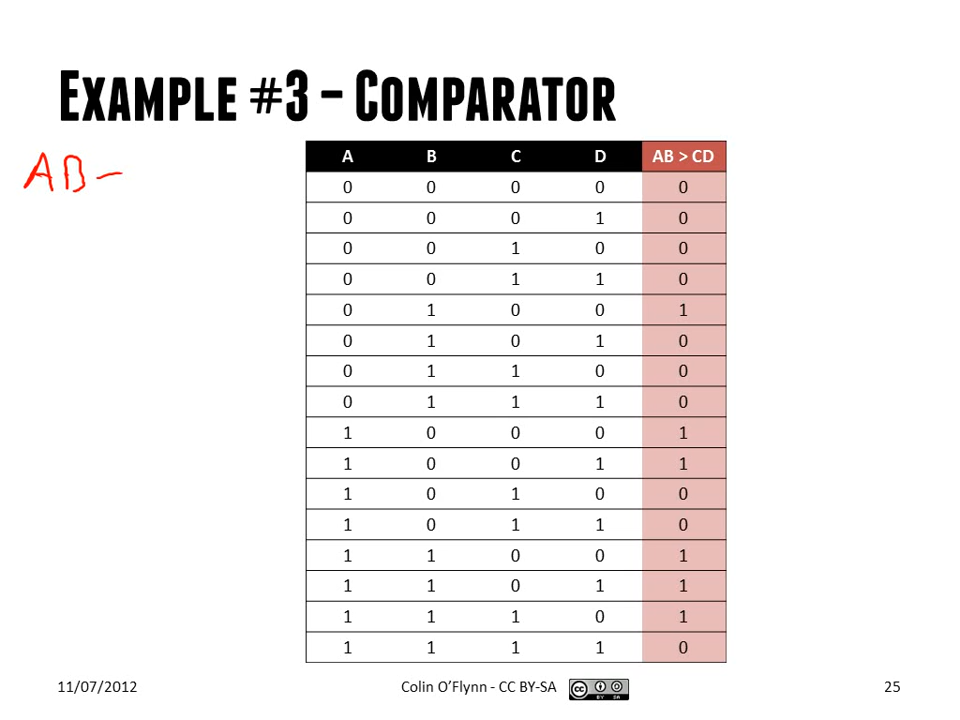 EXAMPLE #3 – COMPARATOR
AB –
A B C D AB > CD
0 0 0 0 0
0 0 0 1 0
0 0 1 0 0
0 0 1 1 0
0 1 0 0 1
0 1 0 1 0
0 1 1 0 0
0 1 1 1 0
1 0 0 0 1
1 0 0 1 1
1 0 1 0 0
1 0 1 1 0
1 1 0 0 1
1 1 0 1 1
1 1 1 0 1
1 1 1 1 0
11/07/2012 Colin O'Flynn - CC BY-SA cc BY SA 25